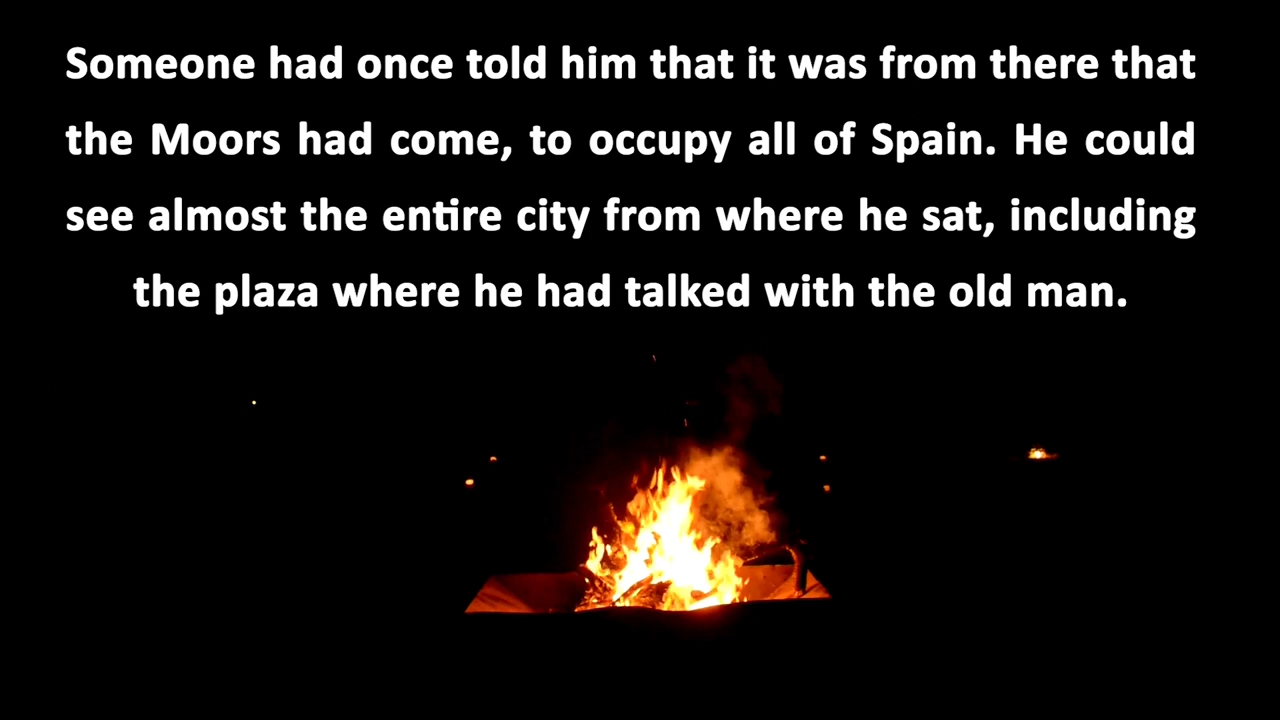 Someone had once told him that it was from there that
the Moors had come, to occupy all of Spain. He could
see almost the entire city from where he sat, including
the plaza where he had talked with the old man.